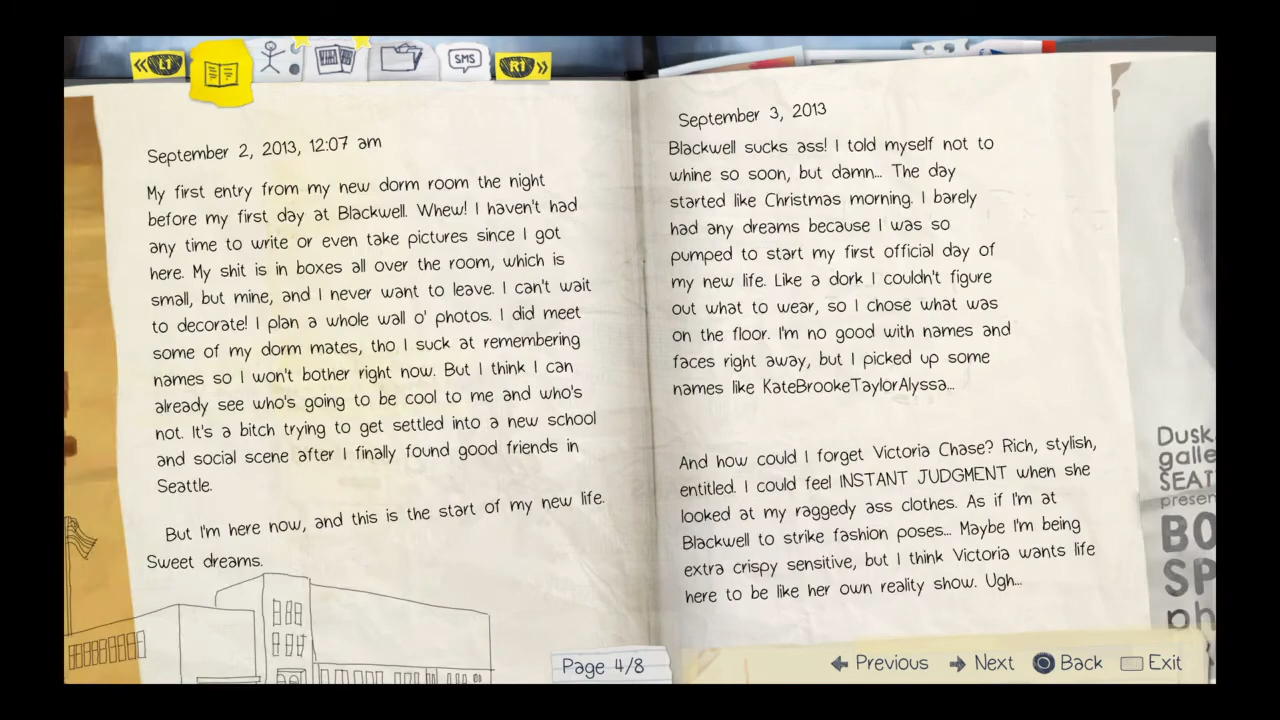 L1
SMS
R1
September 2, 2013, 12:07 am
My first entry from my new dorm room the night
before my first day at Blackwell. Whew! I haven't had
any time to write or even take pictures since I got
here. My shit is in boxes all over the room, which is
small, but mine, and I never want to leave. I can't wait
to decorate! I plan a whole wall o' photos. I did meet
some of my dorm mates, tho I suck at remembering
names so I won't bother right now. But I think I can
already see who's going to be cool to me and who's
not. It's a bitch trying to get settled into a new school
and social scene after I finally found good friends in
Seattle.
But I'm here now, and this is the start of my new life.
Sweet dreams.
September 3, 2013
Blackwell sucks ass! I told myself not to
whine so soon, but damn... The day
started like Christmas morning. I barely
had any dreams because I was so
pumped to start my first official day of
my new life. Like a dork I couldn't figure
out what to wear, so I chose what was
on the floor. I'm no good with names and
faces right away, but I picked up some
names like KateBrookeTaylorAlyssa...
And how could I forget Victoria Chase? Rich, stylish,
entitled. I could feel INSTANT JUDGMENT when she
looked at my raggedy ass clothes. As if I'm at
Blackwell to strike fashion poses... Maybe I'm being
extra crispy sensitive, but I think Victoria wants life
here to be like her own reality show. Ugh...
Dusk
galle
SEAT
presen
BO
SP
ph
Page 4/8
Previous Next Back Exit